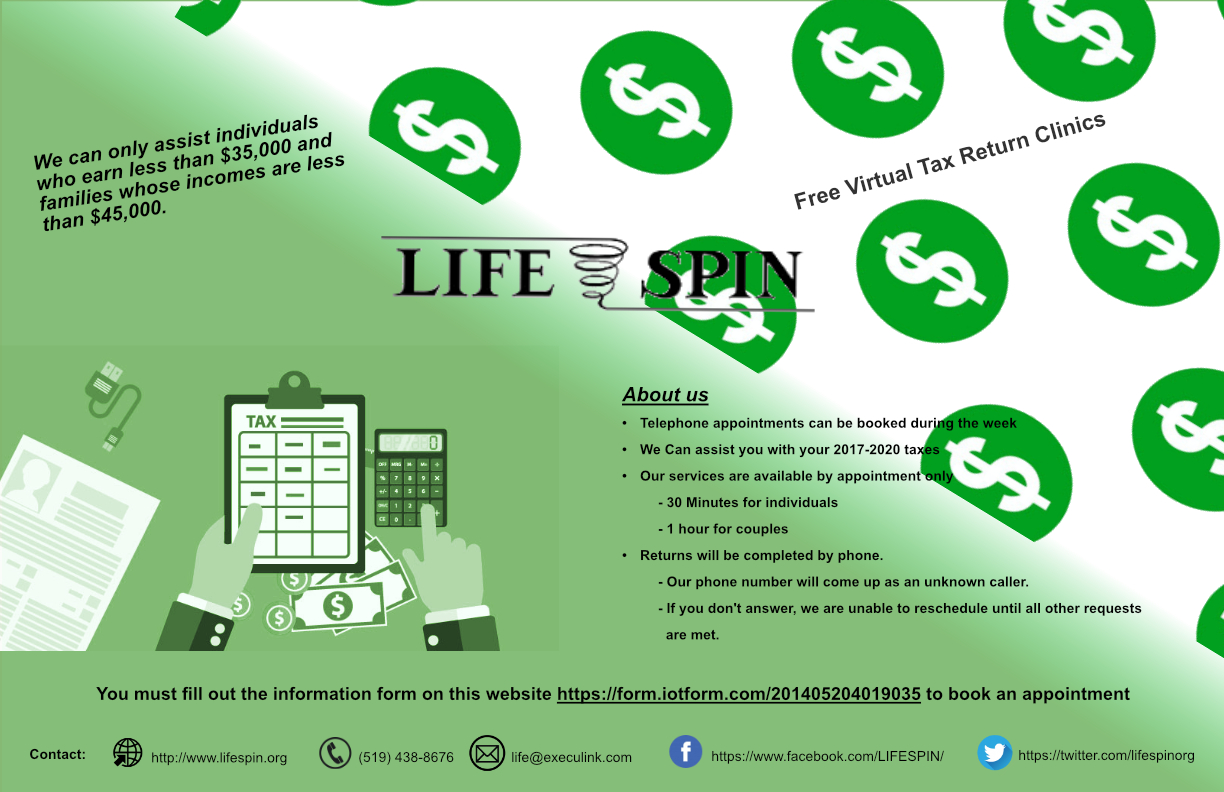 We can only assist individuals
who earn less than $35,000 and
families whose incomes are less
than $45,000.
Free Virtual Tax Return Clinics
LIFE SPIN
TAX
About us
• Telephone appointments can be booked during the week
• We Can assist you with your 2017-2020 taxes
• Our services are available by appointment only
- 30 Minutes for individuals
- 1 hour for couples
• Returns will be completed by phone.
- Our phone number will come up as an unknown caller.
- If you don't answer, we are unable to reschedule until all other requests
are met.
You must fill out the information form on this website https://form.iotform.com/201405204019035 to book an appointment
Contact: http://www.lifespin.org (519) 438-8676 life@execulink.com https://www.facebook.com/LIFESPIN/ https://twitter.com/lifespinorg